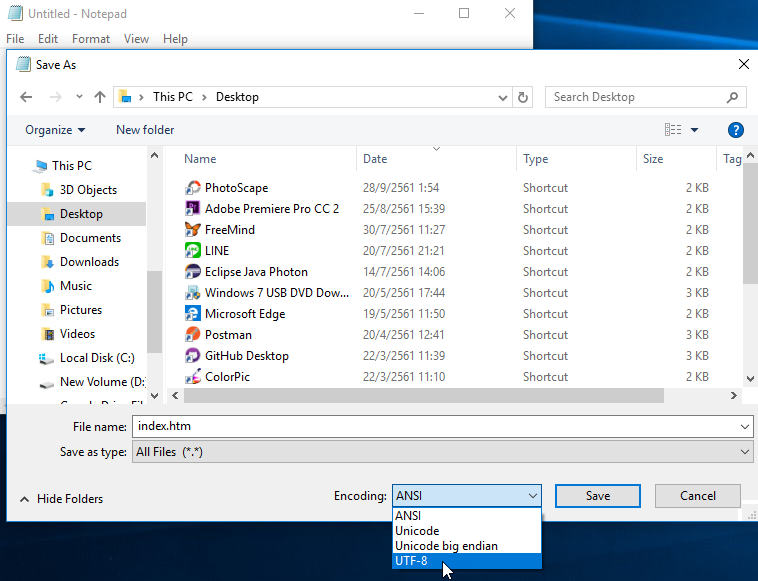 Untitled - Notepad
File Edit Format View Help
Save As
This PC > Desktop
Search Desktop
Organize
New folder
This PC
3D Objects
Desktop
Documents
Downloads
Music
Pictures
Videos
Local Disk (C:)
New Volume (D:
Name Date Type Size Tag
PhotoScape 28/9/2561 1:54 Shortcut 2 KB
Adobe Premiere Pro CC 2 25/8/2561 15:39 Shortcut 2 KB
FreeMind 30/7/2561 11:27 Shortcut 2 KB
LINE 20/7/2561 21:21 Shortcut 2 KB
Eclipse Java Photon 14/7/2561 14:06 Shortcut 2 KB
Windows 7 USB DVD Dow... 20/5/2561 17:44 Shortcut 3 KB
Microsoft Edge 19/5/2561 11:50 Shortcut 2 KB
Postman 20/4/2561 12:41 Shortcut 3 KB
GitHub Desktop 22/3/2561 11:39 Shortcut 3 KB
ColorPic 22/3/2561 11:10 Shortcut 2 KB
File name: index.htm
Save as type: All Files (*.*)
Hide Folders
Encoding: ANSI
Save
Cancel
ANSI
Unicode
Unicode big endian
UTF-8